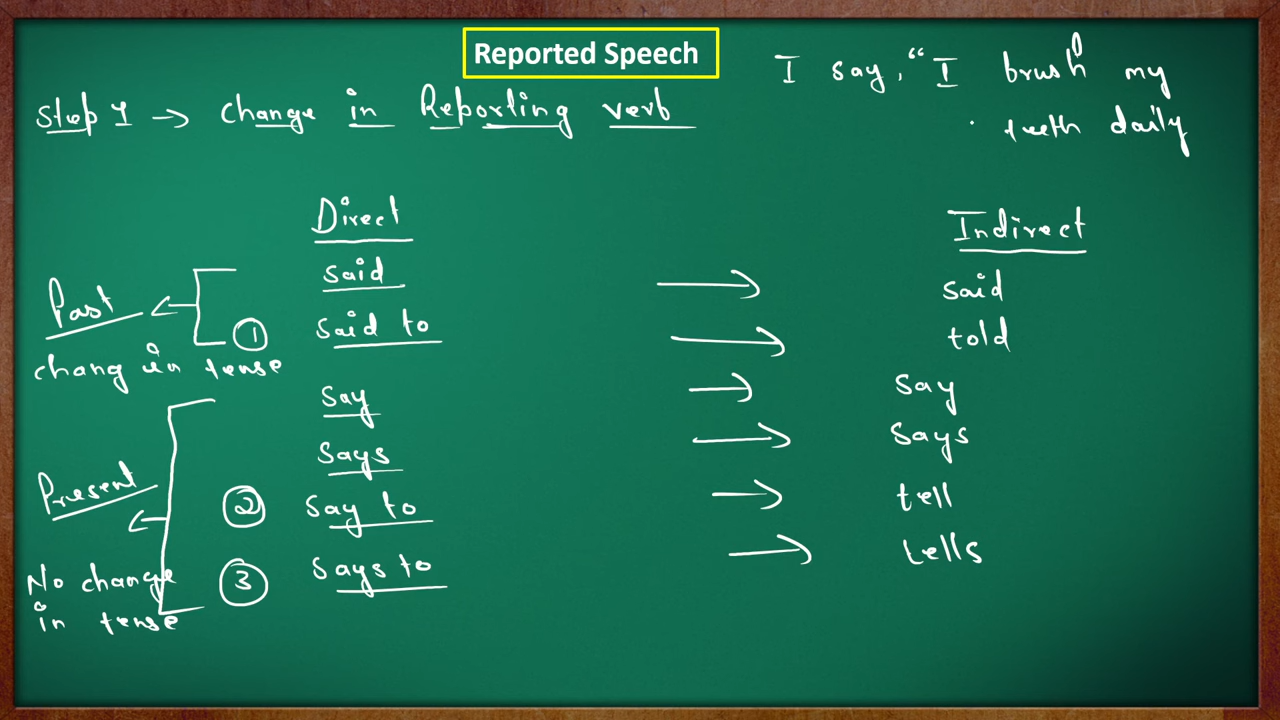 Reported Speech
I say, "I brush my
teeth daily
Step 1 → Change in Reporting verb
Direct
Indirect
said → said
Past
① said to → told
chang in tense
say → say
says → says
Present
② say to → tell
③ says to → tells
No change
in tense